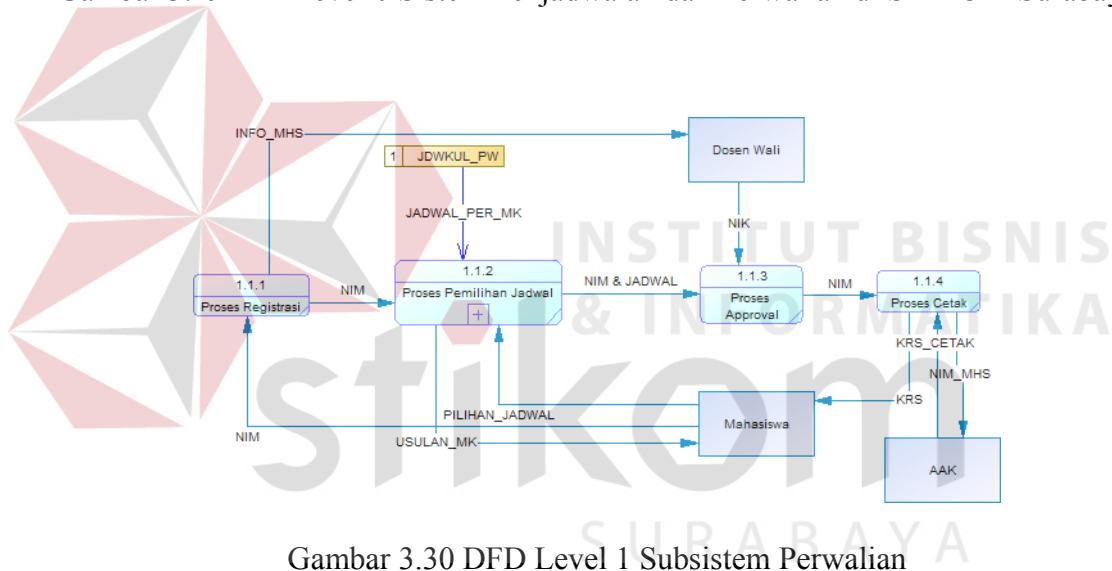 INFO_MHS
Dosen Wali
1 JDWKUL_PW
JADWAL_PER_MK
NIK
INSTITUT BISNIS
& INFORMATIKA
stikom
SURABAYA
1.1.1
Proses Registrasi
NIM
1.1.2
Proses Pemilihan Jadwal
+
NIM & JADWAL
1.1.3
Proses
Approval
NIM
1.1.4
Proses Cetak
KRS_CETAK
NIM_MHS
KRS
PILIHAN_JADWAL
Mahasiswa
NIM
USULAN_MK
AAK
Gambar 3.30 DFD Level 1 Subsistem Perwalian